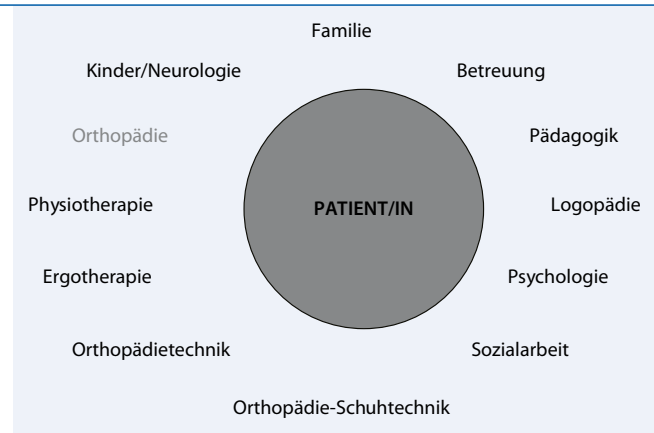 Familie
Kinder/Neurologie
Betreuung
Orthopädie
Pädagogik
Physiotherapie
PATIENT/IN
Logopädie
Ergotherapie
Psychologie
Orthopädietechnik
Sozialarbeit
Orthopädie-Schuhtechnik